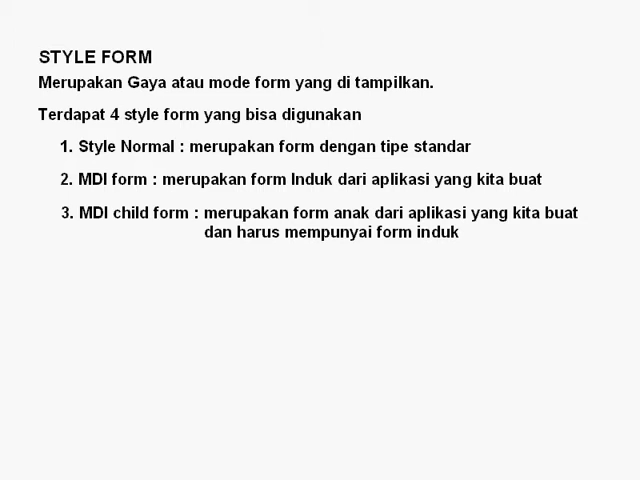 STYLE FORM
Merupakan Gaya atau mode form yang di tampilkan.
Terdapat 4 style form yang bisa digunakan
1. Style Normal : merupakan form dengan tipe standar
2. MDI form : merupakan form Induk dari aplikasi yang kita buat
3. MDI child form : merupakan form anak dari aplikasi yang kita buat
dan harus mempunyai form induk